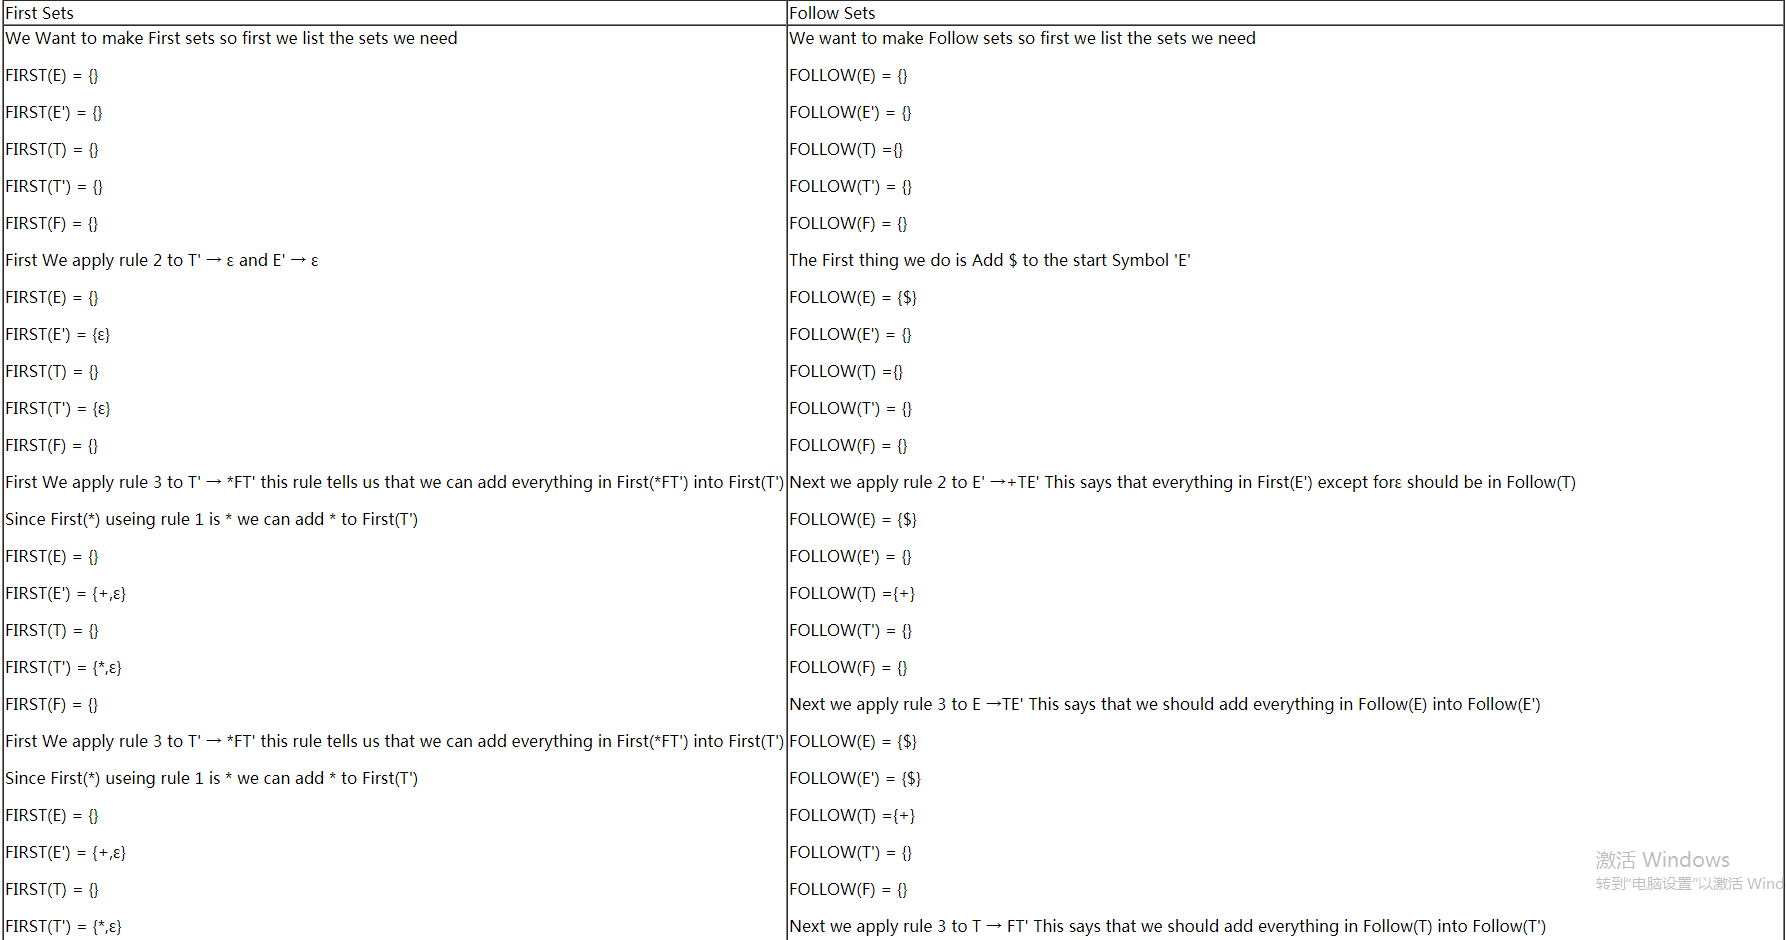 First Sets
We Want to make First sets so first we list the sets we need
FIRST(E) = {}
FIRST(E') = {}
FIRST(T) = {}
FIRST(T') = {}
FIRST(F) = {}
First We apply rule 2 to T' → ε and E' → ε
FIRST(E) = {}
FIRST(E') = {ε}
FIRST(T) = {}
FIRST(T') = {ε}
FIRST(F) = {}
First We apply rule 3 to T' → *FT' this rule tells us that we can add everything in First(*FT') into First(T')
Since First(*) useing rule 1 is * we can add * to First(T')
FIRST(E) = {}
FIRST(E') = {+,ε}
FIRST(T) = {}
FIRST(T') = {*,ε}
FIRST(F) = {}
First We apply rule 3 to T' → *FT' this rule tells us that we can add everything in First(*FT') into First(T')
Since First(*) useing rule 1 is * we can add * to First(T')
FIRST(E) = {}
FIRST(E') = {+,ε}
FIRST(T) = {}
FIRST(T') = {*,ε}
Follow Sets
We want to make Follow sets so first we list the sets we need
FOLLOW(E) = {}
FOLLOW(E') = {}
FOLLOW(T) ={}
FOLLOW(T') = {}
FOLLOW(F) = {}
The First thing we do is Add $ to the start Symbol 'E'
FOLLOW(E) = {$}
FOLLOW(E') = {}
FOLLOW(T) ={}
FOLLOW(T') = {}
FOLLOW(F) = {}
Next we apply rule 2 to E' →+TE' This says that everything in First(E') except forε should be in Follow(T)
FOLLOW(E) = {$}
FOLLOW(E') = {}
FOLLOW(T) ={+}
FOLLOW(T') = {}
FOLLOW(F) = {}
Next we apply rule 3 to E →TE' This says that we should add everything in Follow(E) into Follow(E')
FOLLOW(E) = {$}
FOLLOW(E') = {$}
FOLLOW(T) ={+}
FOLLOW(T') = {}
FOLLOW(F) = {}
Next we apply rule 3 to T → FT' This says that we should add everything in Follow(T) into Follow(T')
激活 Windows
转到"电脑设置"以激活 Wind